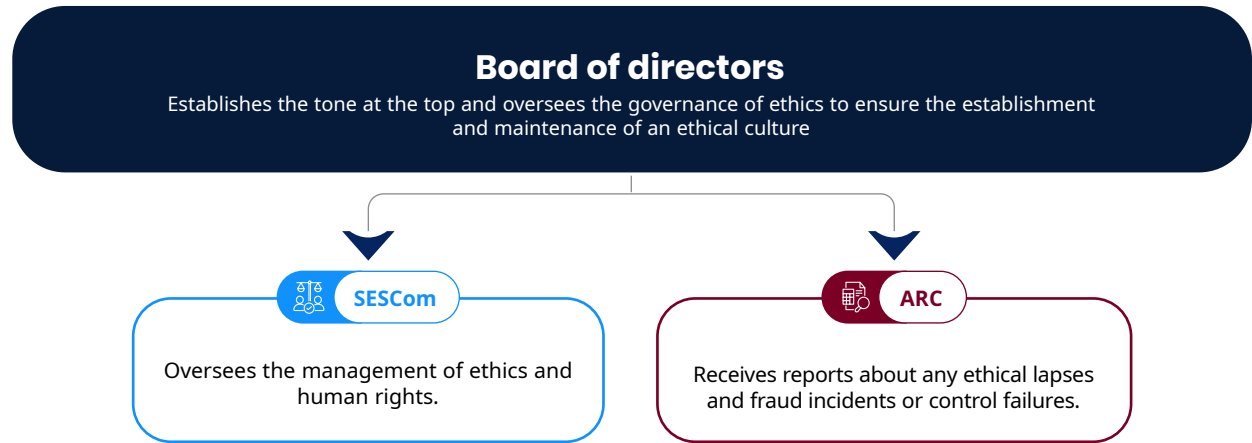 Board of directors
Establishes the tone at the top and oversees the governance of ethics to ensure the establishment
and maintenance of an ethical culture
SESCom
Oversees the management of ethics and
human rights.
ARC
Receives reports about any ethical lapses
and fraud incidents or control failures.